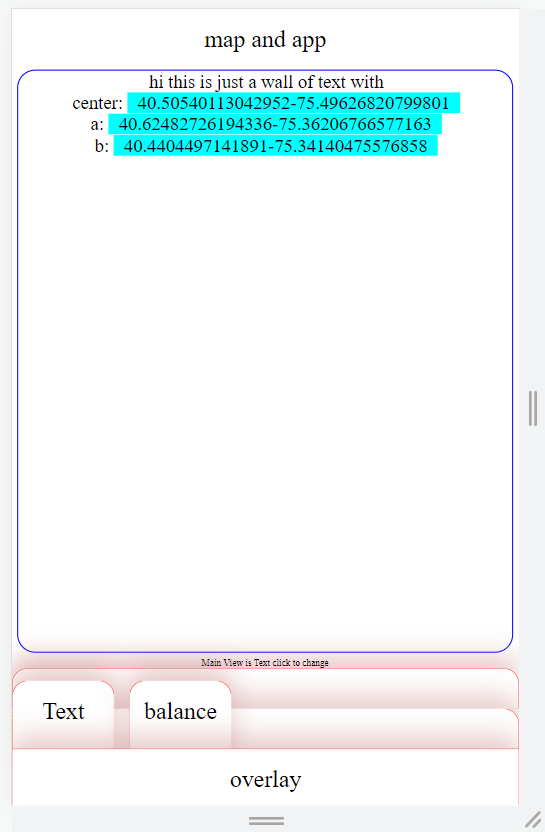 map and app
hi this is just a wall of text with
center: 40.50540113042952-75.49626820799801
a: 40.62482726194336-75.36206766577163
b: 40.4404497141891-75.34140475576858
Main View is Text click to change
Text balance
overlay